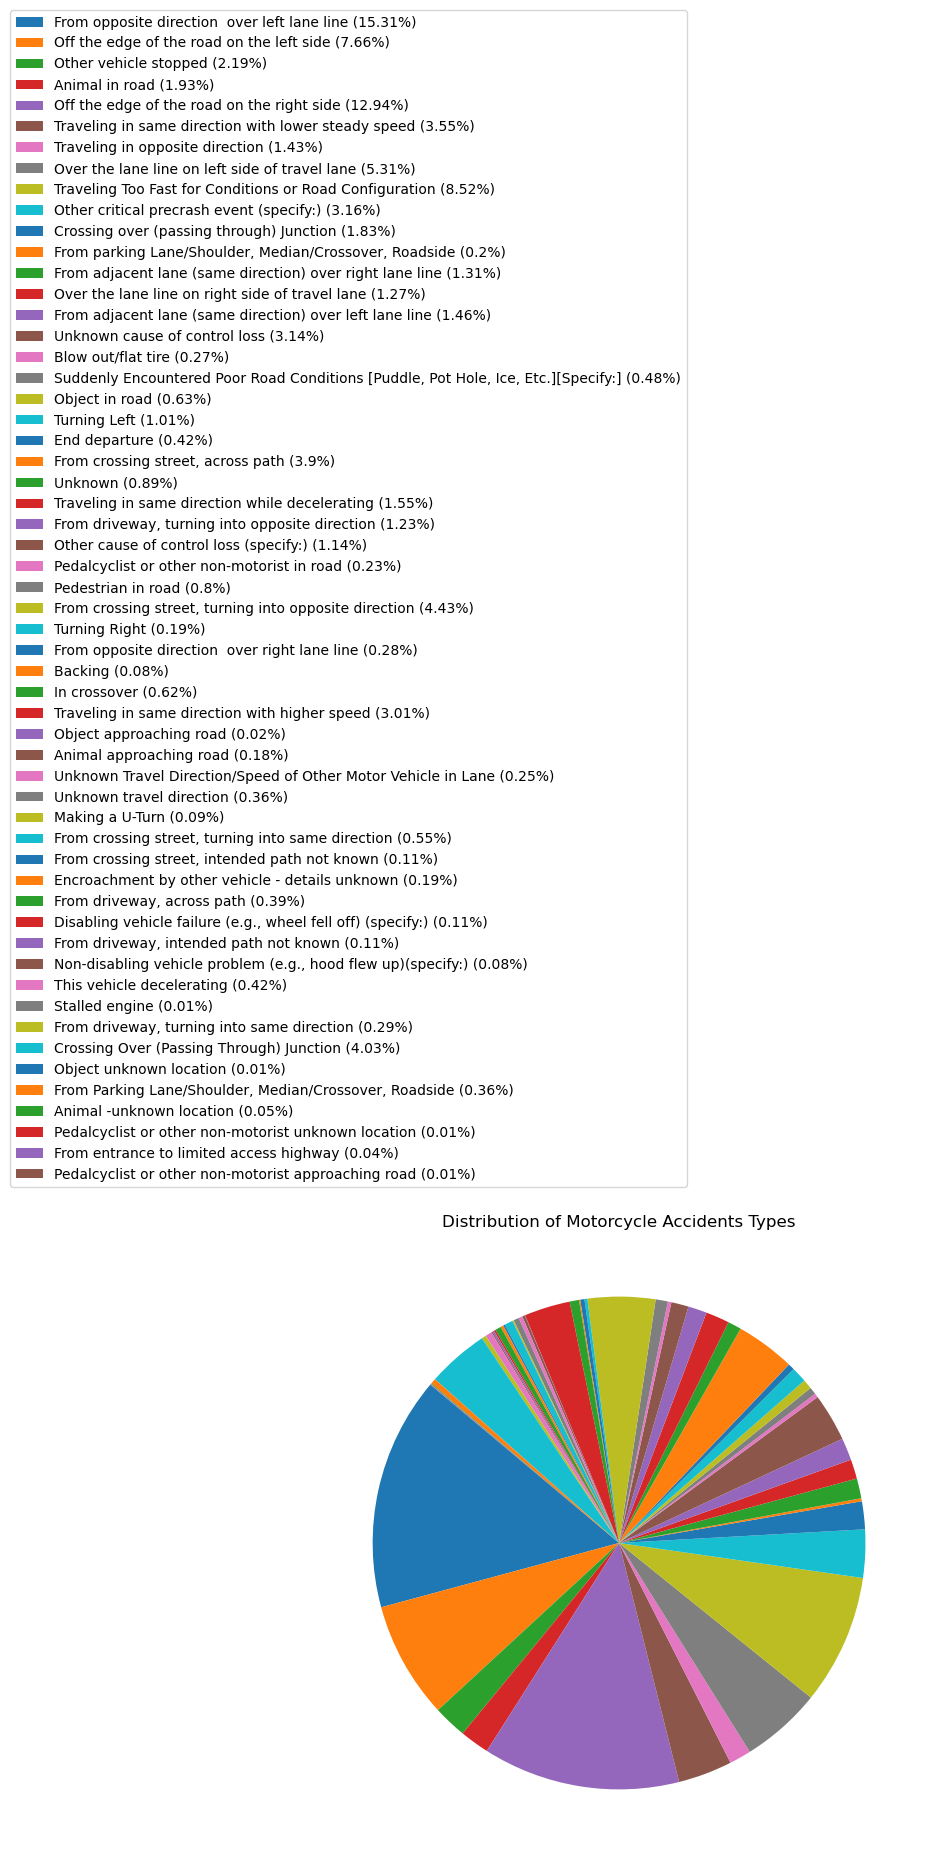 From opposite direction  over left lane line (15.31%)
Off the edge of the road on the left side (7.66%)
Other vehicle stopped (2.19%)
Animal in road (1.93%)
Off the edge of the road on the right side (12.94%)
Traveling in same direction with lower steady speed (3.55%)
Traveling in opposite direction (1.43%)
Over the lane line on left side of travel lane (5.31%)
Traveling Too Fast for Conditions or Road Configuration (8.52%)
Other critical precrash event (specify:) (3.16%)
Crossing over (passing through) Junction (1.83%)
From parking Lane/Shoulder, Median/Crossover, Roadside (0.2%)
From adjacent lane (same direction) over right lane line (1.31%)
Over the lane line on right side of travel lane (1.27%)
From adjacent lane (same direction) over left lane line (1.46%)
Unknown cause of control loss (3.14%)
Blow out/flat tire (0.27%)
Suddenly Encountered Poor Road Conditions [Puddle, Pot Hole, Ice, Etc.][Specify:] (0.48%)
Object in road (0.63%)
Turning Left (1.01%)
End departure (0.42%)
From crossing street, across path (3.9%)
Unknown (0.89%)
Traveling in same direction while decelerating (1.55%)
From driveway, turning into opposite direction (1.23%)
Other cause of control loss (specify:) (1.14%)
Pedalcyclist or other non-motorist in road (0.23%)
Pedestrian in road (0.8%)
From crossing street, turning into opposite direction (4.43%)
Turning Right (0.19%)
From opposite direction  over right lane line (0.28%)
Backing (0.08%)
In crossover (0.62%)
Traveling in same direction with higher speed (3.01%)
Object approaching road (0.02%)
Animal approaching road (0.18%)
Unknown Travel Direction/Speed of Other Motor Vehicle in Lane (0.25%)
Unknown travel direction (0.36%)
Making a U-Turn (0.09%)
From crossing street, turning into same direction (0.55%)
From crossing street, intended path not known (0.11%)
Encroachment by other vehicle - details unknown (0.19%)
From driveway, across path (0.39%)
Disabling vehicle failure (e.g., wheel fell off) (specify:) (0.11%)
From driveway, intended path not known (0.11%)
Non-disabling vehicle problem (e.g., hood flew up)(specify:) (0.08%)
This vehicle decelerating (0.42%)
Stalled engine (0.01%)
From driveway, turning into same direction (0.29%)
Crossing Over (Passing Through) Junction (4.03%)
Object unknown location (0.01%)
From Parking Lane/Shoulder, Median/Crossover, Roadside (0.36%)
Animal -unknown location (0.05%)
Pedalcyclist or other non-motorist unknown location (0.01%)
From entrance to limited access highway (0.04%)
Pedalcyclist or other non-motorist approaching road (0.01%)
Distribution of Motorcycle Accidents Types